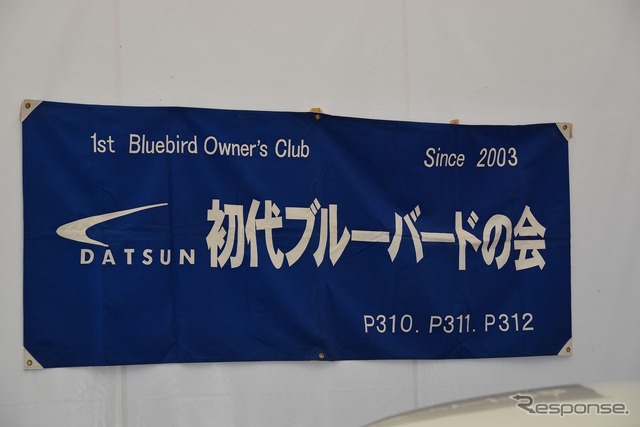 1st Bluebird Owner's Club
Since 2003
DATSUN 初代ブルーバードの会
P310. P311. P312
Response.